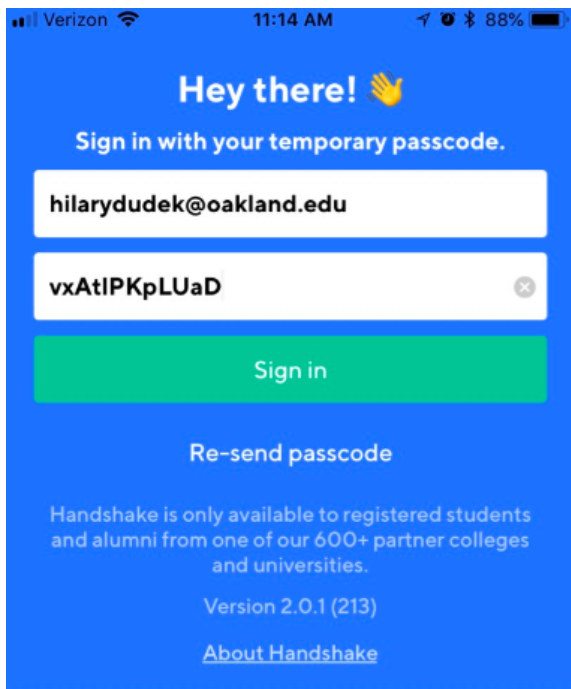 Verizon 11:14 AM 88%
Hey there! 👋
Sign in with your temporary passcode.
hilarydudek@oakland.edu
vxAtIPKpLUaD
Sign in
Re-send passcode
Handshake is only available to registered students
and alumni from one of our 600+ partner colleges
and universities.
Version 2.0.1 (213)
About Handshake